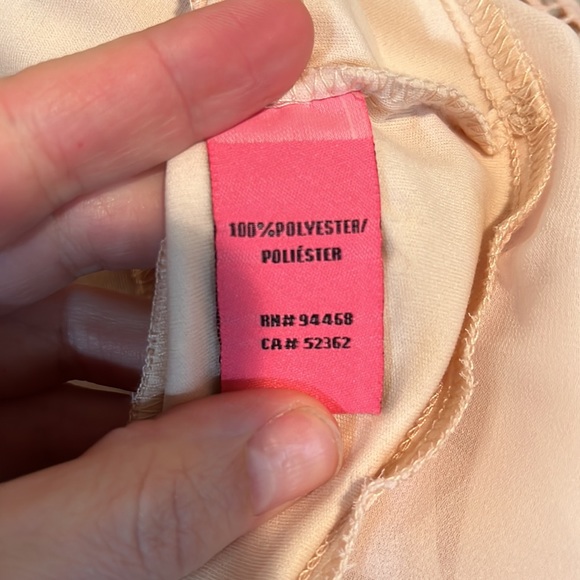 100%POLYESTER/
POLIÉSTER
RN# 94468
CA# 52362